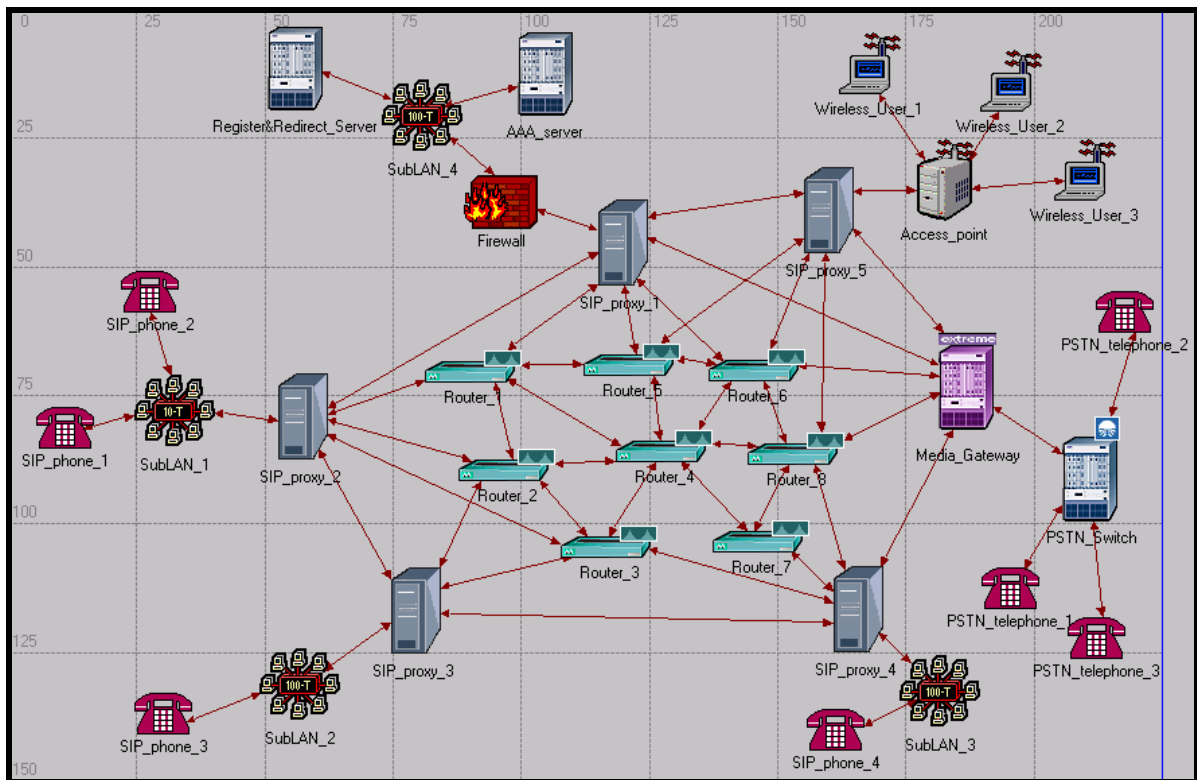 0 25 50 75 100 125 150 175 200
Register&Redirect_Server
100-T
SubLAN_4
AAA_server
Wireless_User_1
Wireless_User_2
25
Wireless_User_3
Firewall
Access_point
50
SIP_proxy_1
SIP_proxy_5
SIP_phone_2
extreme
PSTN_telephone_2
75
Router_1
Router_5
Router_6
10-T
SIP_phone_1
SubLAN_1
SIP_proxy_2
Router_2
Router_4
Router_8
Media_Gateway
100
Router_3
Router_7
PSTN_Switch
PSTN_telephone_1
125
SIP_proxy_3
SIP_proxy_4
PSTN_telephone_3
100-T
100-T
SIP_phone_3
SubLAN_2
SIP_phone_4
SubLAN_3
150